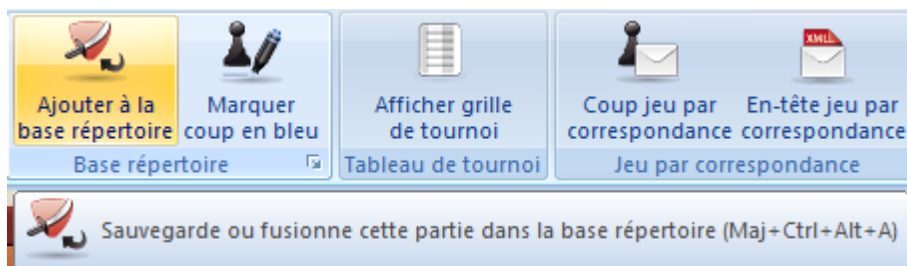 XML
Ajouter à la
base répertoire
Marquer
coup en bleu
Afficher grille
de tournoi
Coup jeu par
correspondance
En-tête jeu par
correspondance
Base répertoire
Tableau de tournoi
Jeu par correspondance
Sauvegarde ou fusionne cette partie dans la base répertoire (Maj+Ctrl+Alt+A)